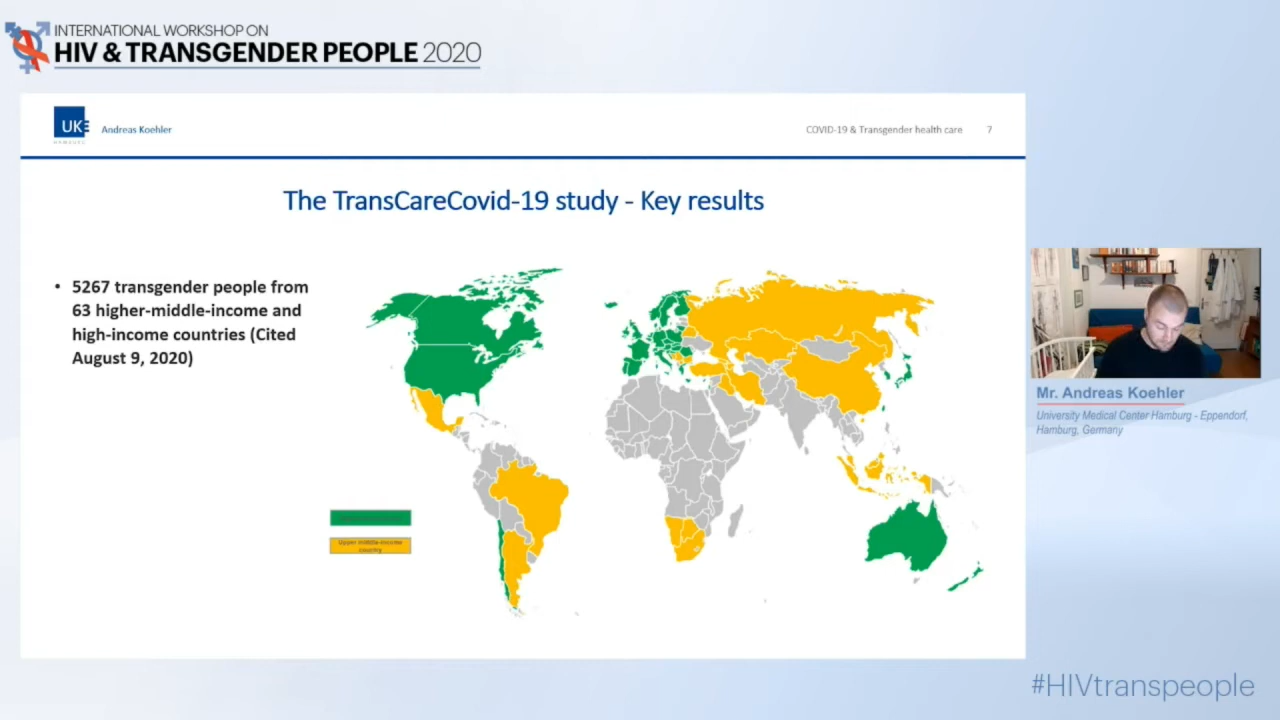 INTERNATIONAL WORKSHOP ON
HIV & TRANSGENDER PEOPLE 2020
UKE
HAMBURG
Andreas Koehler
COVID-19 & Transgender health care 7
The TransCareCovid-19 study - Key results
• 5267 transgender people from
63 higher-middle-income and
high-income countries (Cited
August 9, 2020)
Upper middle-income
country
Mr. Andreas Koehler
University Medical Center Hamburg - Eppendorf,
Hamburg, Germany
#HIVtranspeople